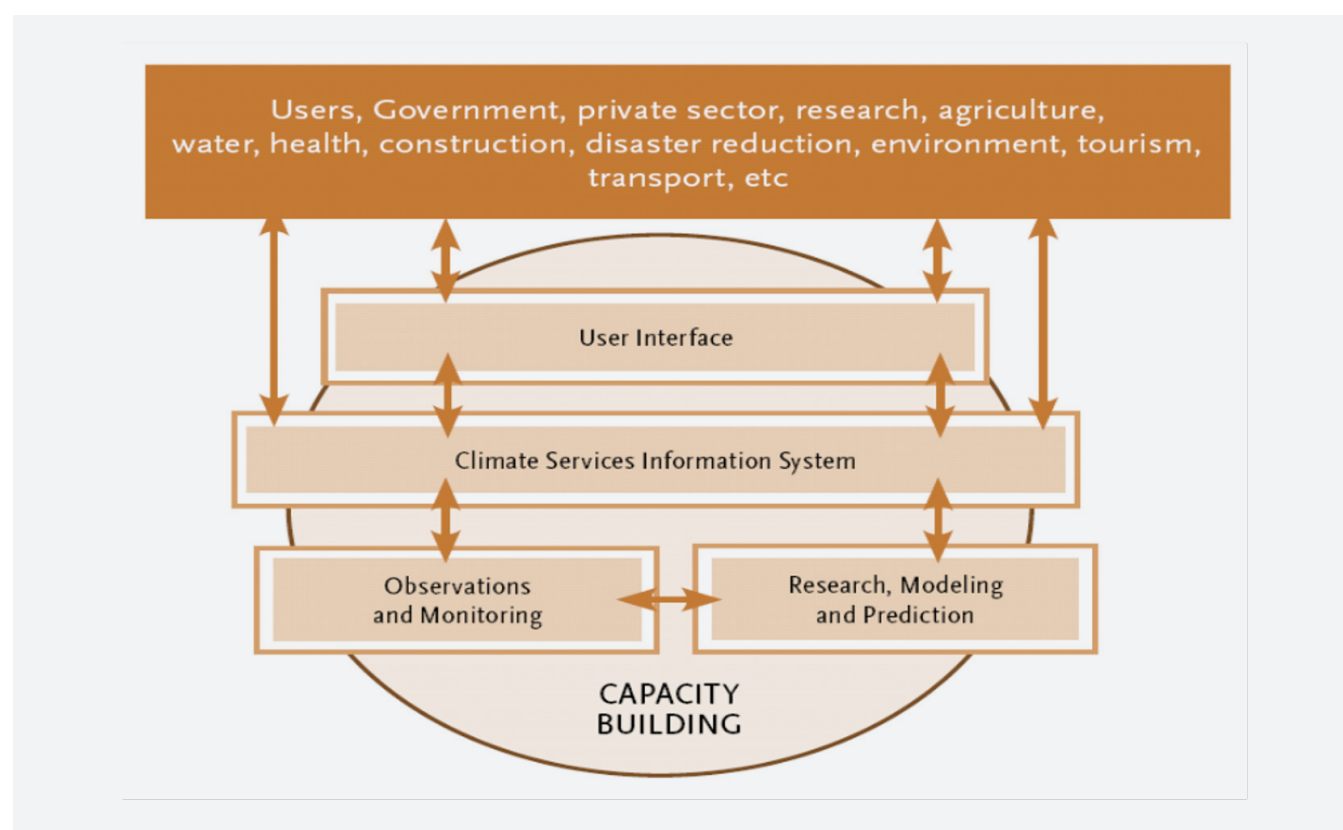 Users, Government, private sector, research, agriculture,
water, health, construction, disaster reduction, environment, tourism,
transport, etc
User Interface
Climate Services Information System
Observations
and Monitoring
Research, Modeling
and Prediction
CAPACITY
BUILDING